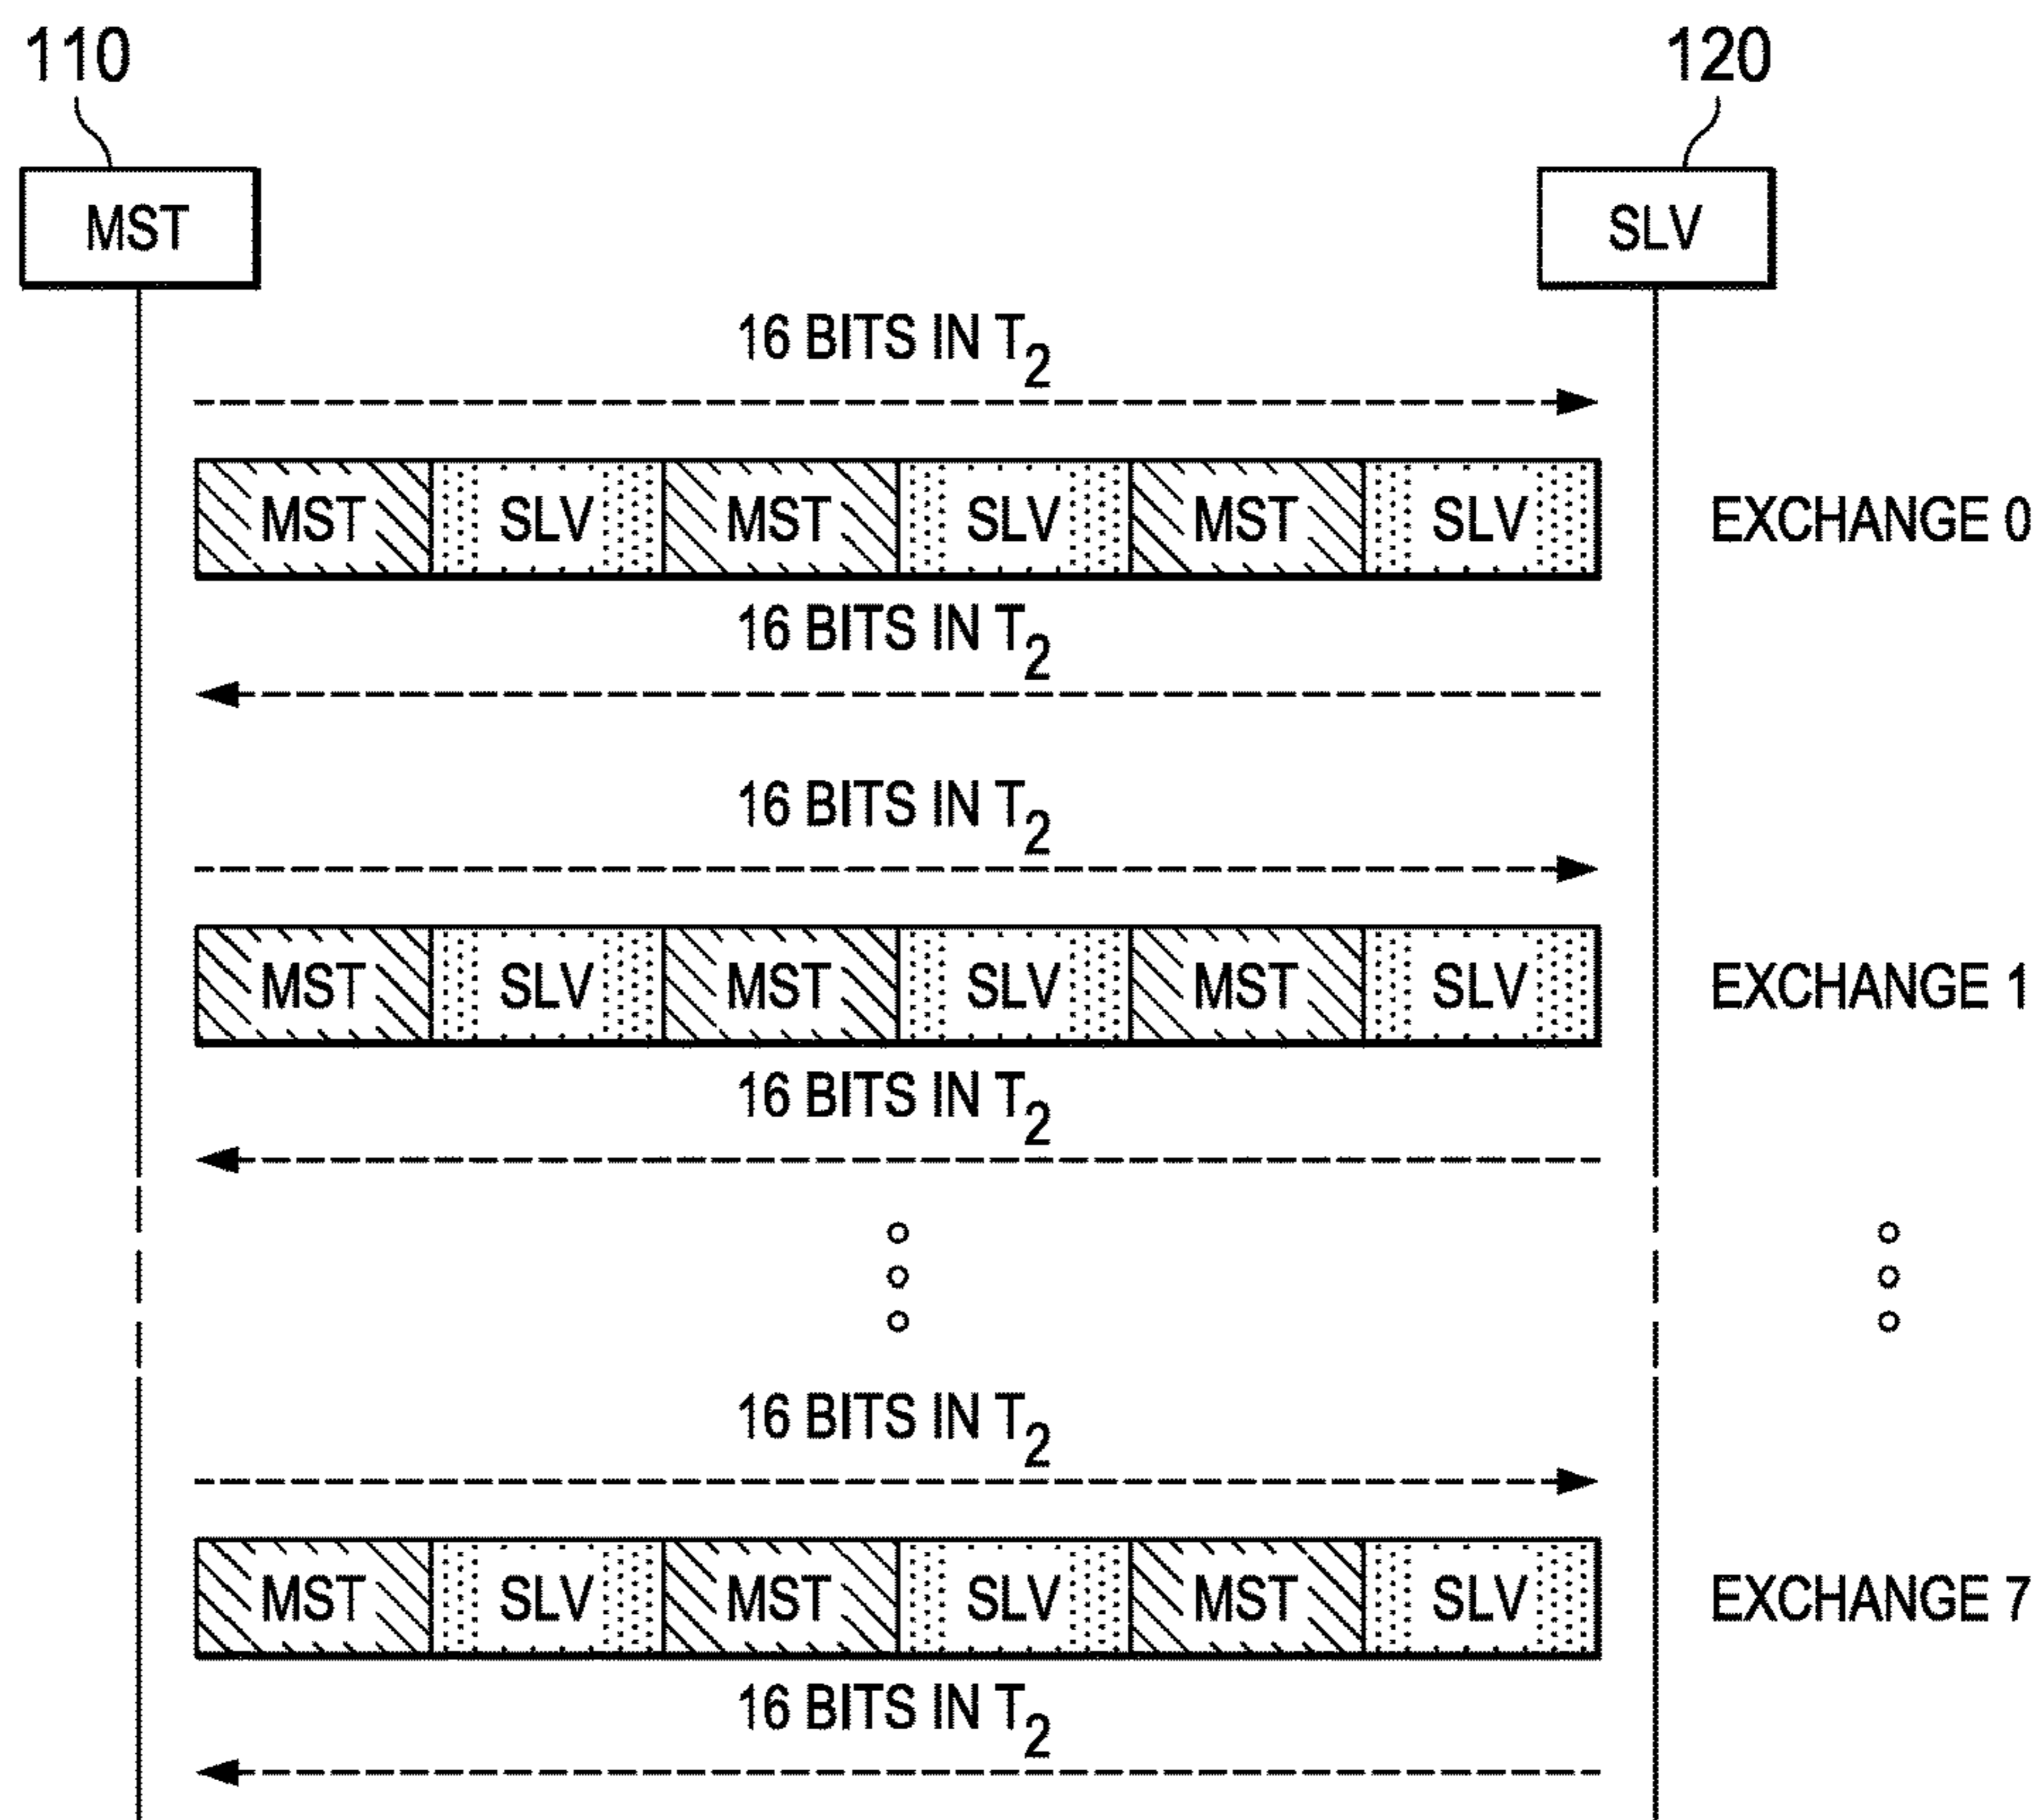 110 120
MST SLV
16 BITS IN T2
MST SLV MST SLV MST SLV EXCHANGE 0
16 BITS IN T2
16 BITS IN T2
MST SLV MST SLV MST SLV EXCHANGE 1
16 BITS IN T2
16 BITS IN T2
MST SLV MST SLV MST SLV EXCHANGE 7
16 BITS IN T2